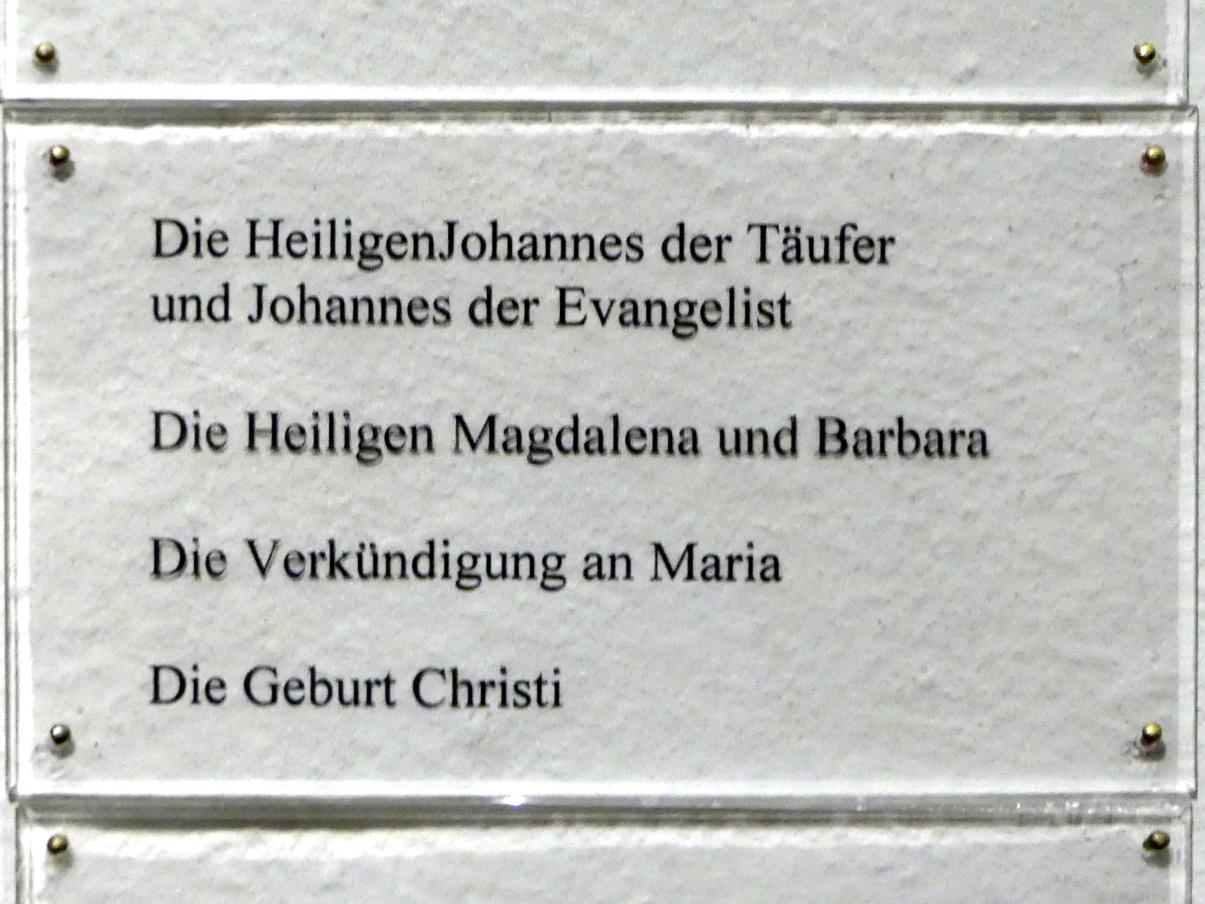 Die HeiligenJohannes der Täufer
und Johannes der Evangelist
Die Heiligen Magdalena und Barbara
Die Verkündigung an Maria
Die Geburt Christi